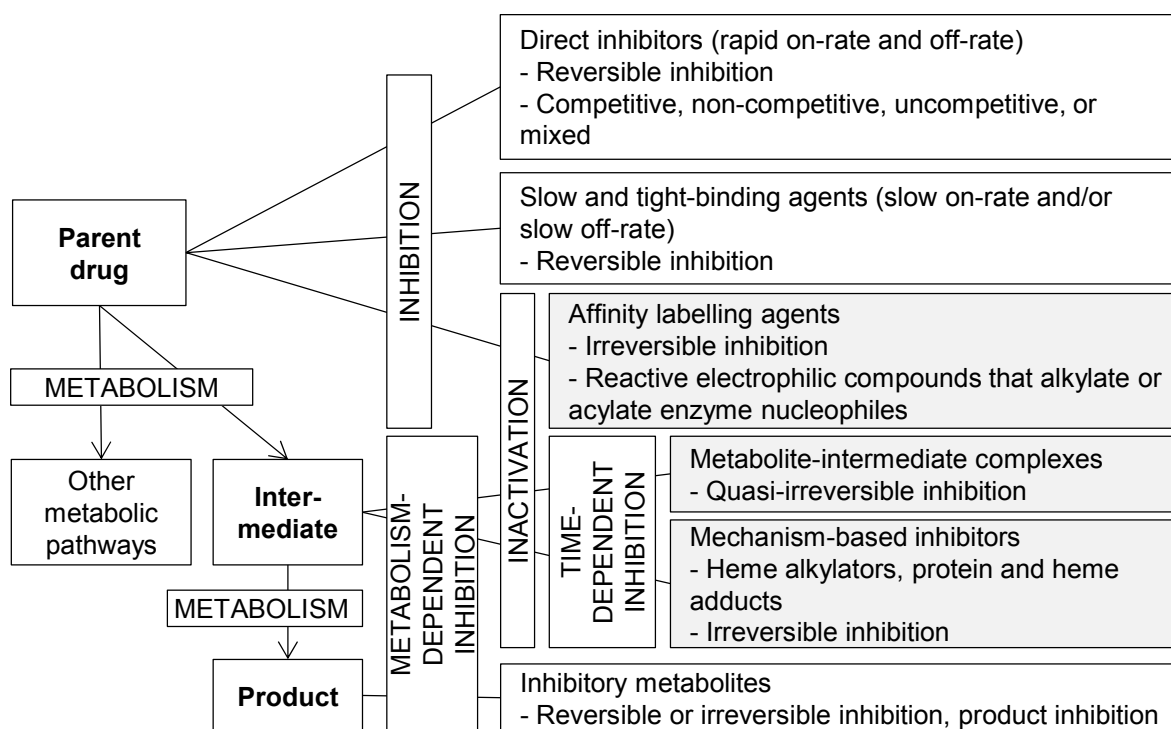 Direct inhibitors (rapid on-rate and off-rate)
- Reversible inhibition
- Competitive, non-competitive, uncompetitive, or
mixed
INHIBITION
Slow and tight-binding agents (slow on-rate and/or
slow off-rate)
- Reversible inhibition
Parent
drug
Affinity labelling agents
- Irreversible inhibition
- Reactive electrophilic compounds that alkylate or
acylate enzyme nucleophiles
METABOLISM
INACTIVATION
Other
metabolic
pathways
Inter-
mediate
METABOLISM-
DEPENDENT
INHIBITION
TIME-
DEPENDENT
INHIBITION
Metabolite-intermediate complexes
- Quasi-irreversible inhibition
Mechanism-based inhibitors
- Heme alkylators, protein and heme
adducts
- Irreversible inhibition
METABOLISM
Product
Inhibitory metabolites
- Reversible or irreversible inhibition, product inhibition